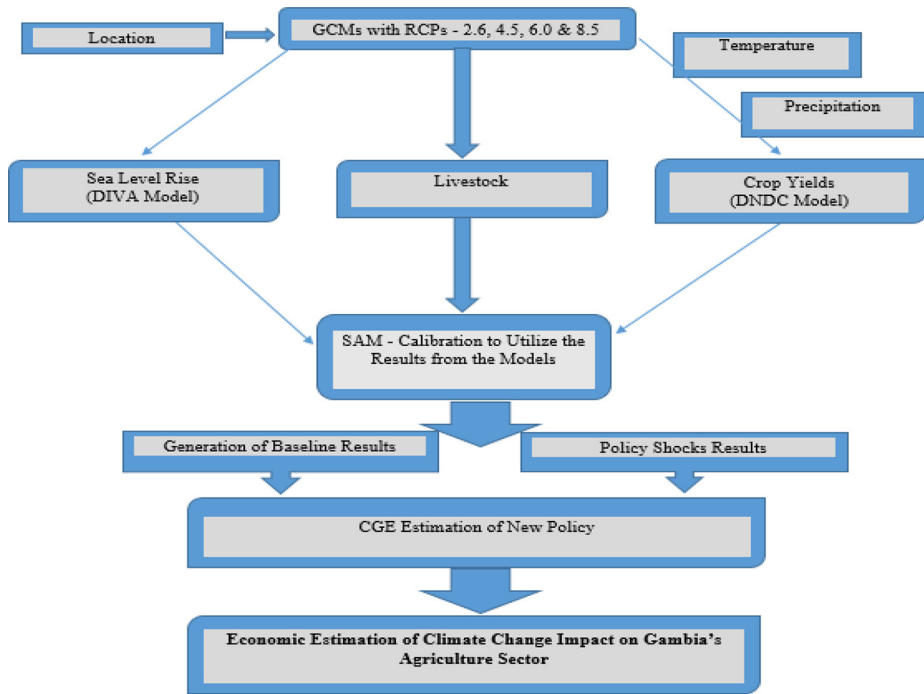 Location
GCMs with RCPs - 2.6, 4.5, 6.0 & 8.5
Temperature
Precipitation
Sea Level Rise
(DIVA Model)
Livestock
Crop Yields
(DNDC Model)
SAM - Calibration to Utilize the
Results from the Models
Generation of Baseline Results
Policy Shocks Results
CGE Estimation of New Policy
Economic Estimation of Climate Change Impact on Gambia's
Agriculture Sector